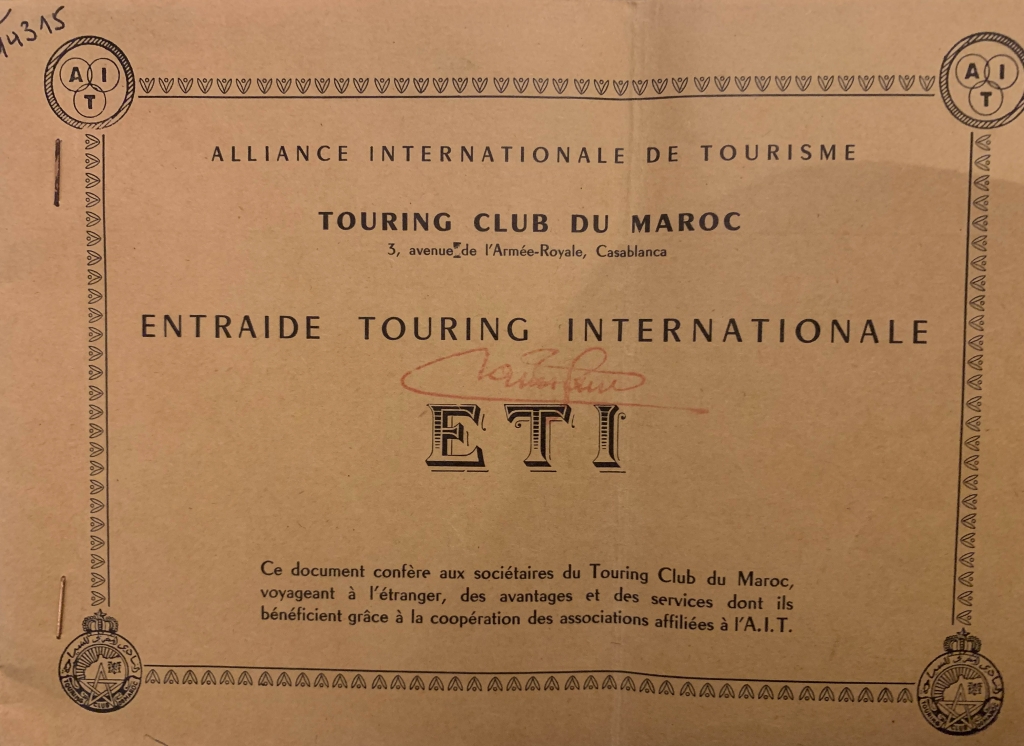 14315
A I T
A I T
ALLIANCE INTERNATIONALE DE TOURISME
TOURING CLUB DU MAROC
3, avenue de l'Armée-Royale, Casablanca
ENTRAIDE TOURING INTERNATIONALE
ETI
Ce document confère aux sociétaires du Touring Club du Maroc,
voyageant à l'étranger, des avantages et des services dont ils
bénéficient grâce à la coopération des associations affiliées à l'A.I.T.